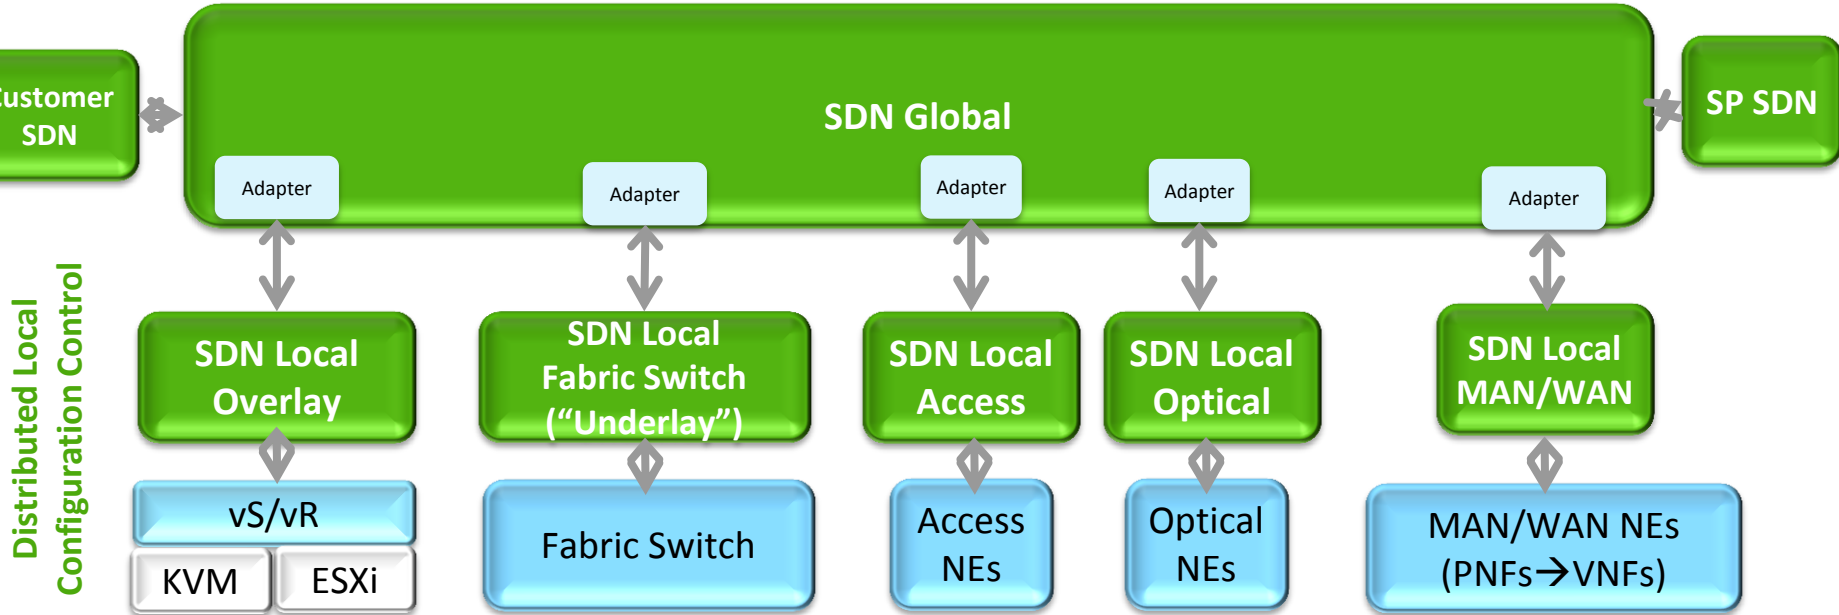 Customer
SDN
SDN Global
SP SDN
Adapter
Adapter
Adapter
Adapter
Adapter
Distributed Local
Configuration Control
SDN Local
Overlay
SDN Local
Fabric Switch
(“Underlay”)
SDN Local
Access
SDN Local
Optical
SDN Local
MAN/WAN
vS/vR
KVM
ESXi
Fabric Switch
Access
NEs
Optical
NEs
MAN/WAN NEs
(PNFs→VNFs)